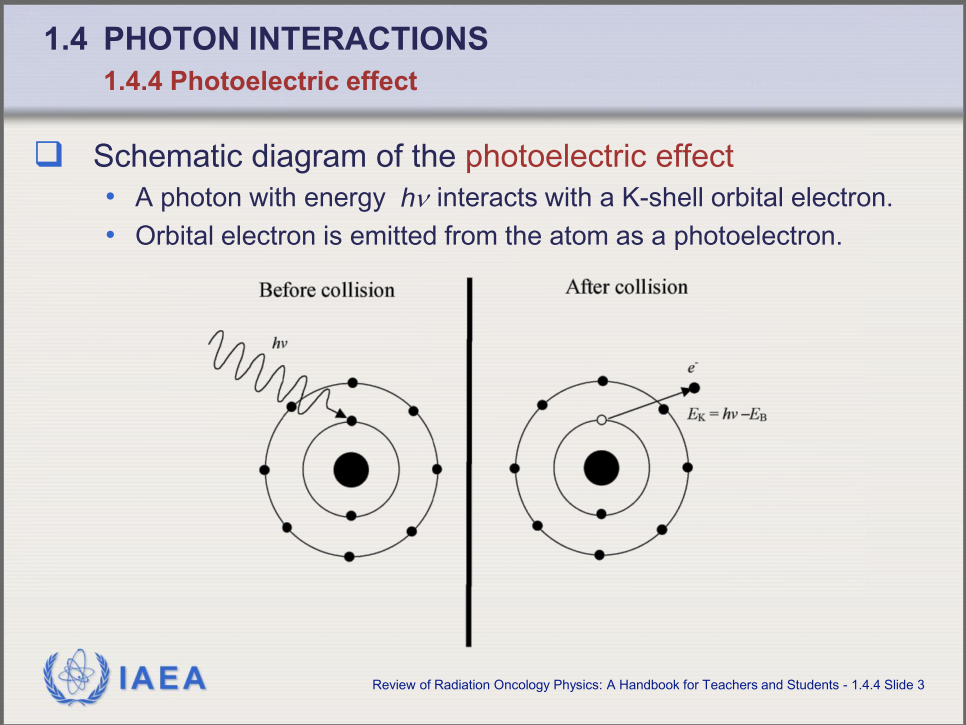 1.4 PHOTON INTERACTIONS
1.4.4 Photoelectric effect
Schematic diagram of the photoelectric effect
• A photon with energy hν interacts with a K-shell orbital electron.
• Orbital electron is emitted from the atom as a photoelectron.
Before collision
After collision
hν
e⁻
E_K = hν –E_B
IAEA
Review of Radiation Oncology Physics: A Handbook for Teachers and Students - 1.4.4 Slide 3